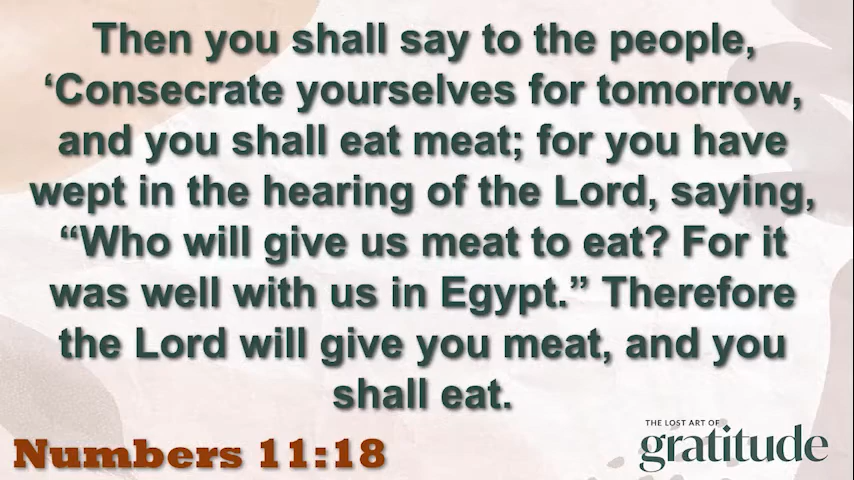 Then you shall say to the people,
‘Consecrate yourselves for tomorrow,
and you shall eat meat; for you have
wept in the hearing of the Lord, saying,
“Who will give us meat to eat? For it
was well with us in Egypt.” Therefore
the Lord will give you meat, and you
shall eat.
THE LOST ART OF
gratitude
Numbers 11:18